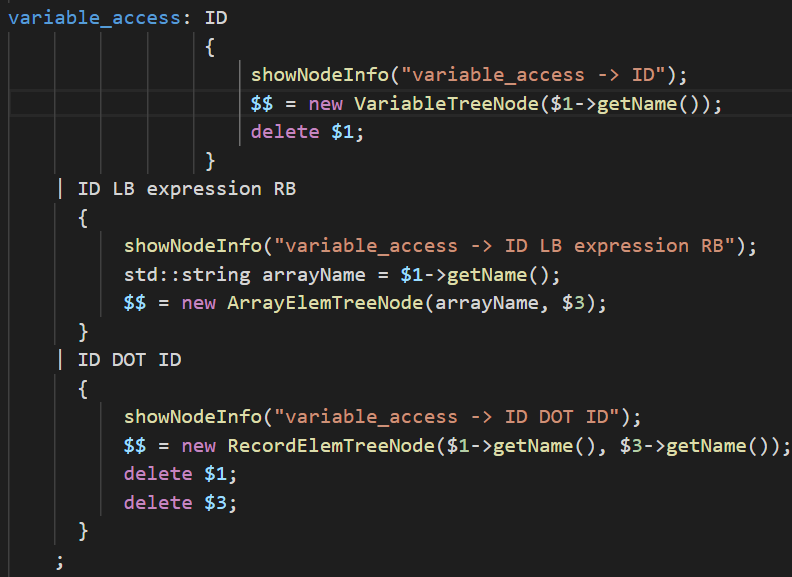 variable_access: ID
{
showNodeInfo("variable_access -> ID");
$$ = new VariableTreeNode($1->getName());
delete $1;
}
| ID LB expression RB
{
showNodeInfo("variable_access -> ID LB expression RB");
std::string arrayName = $1->getName();
$$ = new ArrayElemTreeNode(arrayName, $3);
}
| ID DOT ID
{
showNodeInfo("variable_access -> ID DOT ID");
$$ = new RecordElemTreeNode($1->getName(), $3->getName());
delete $1;
delete $3;
}
;